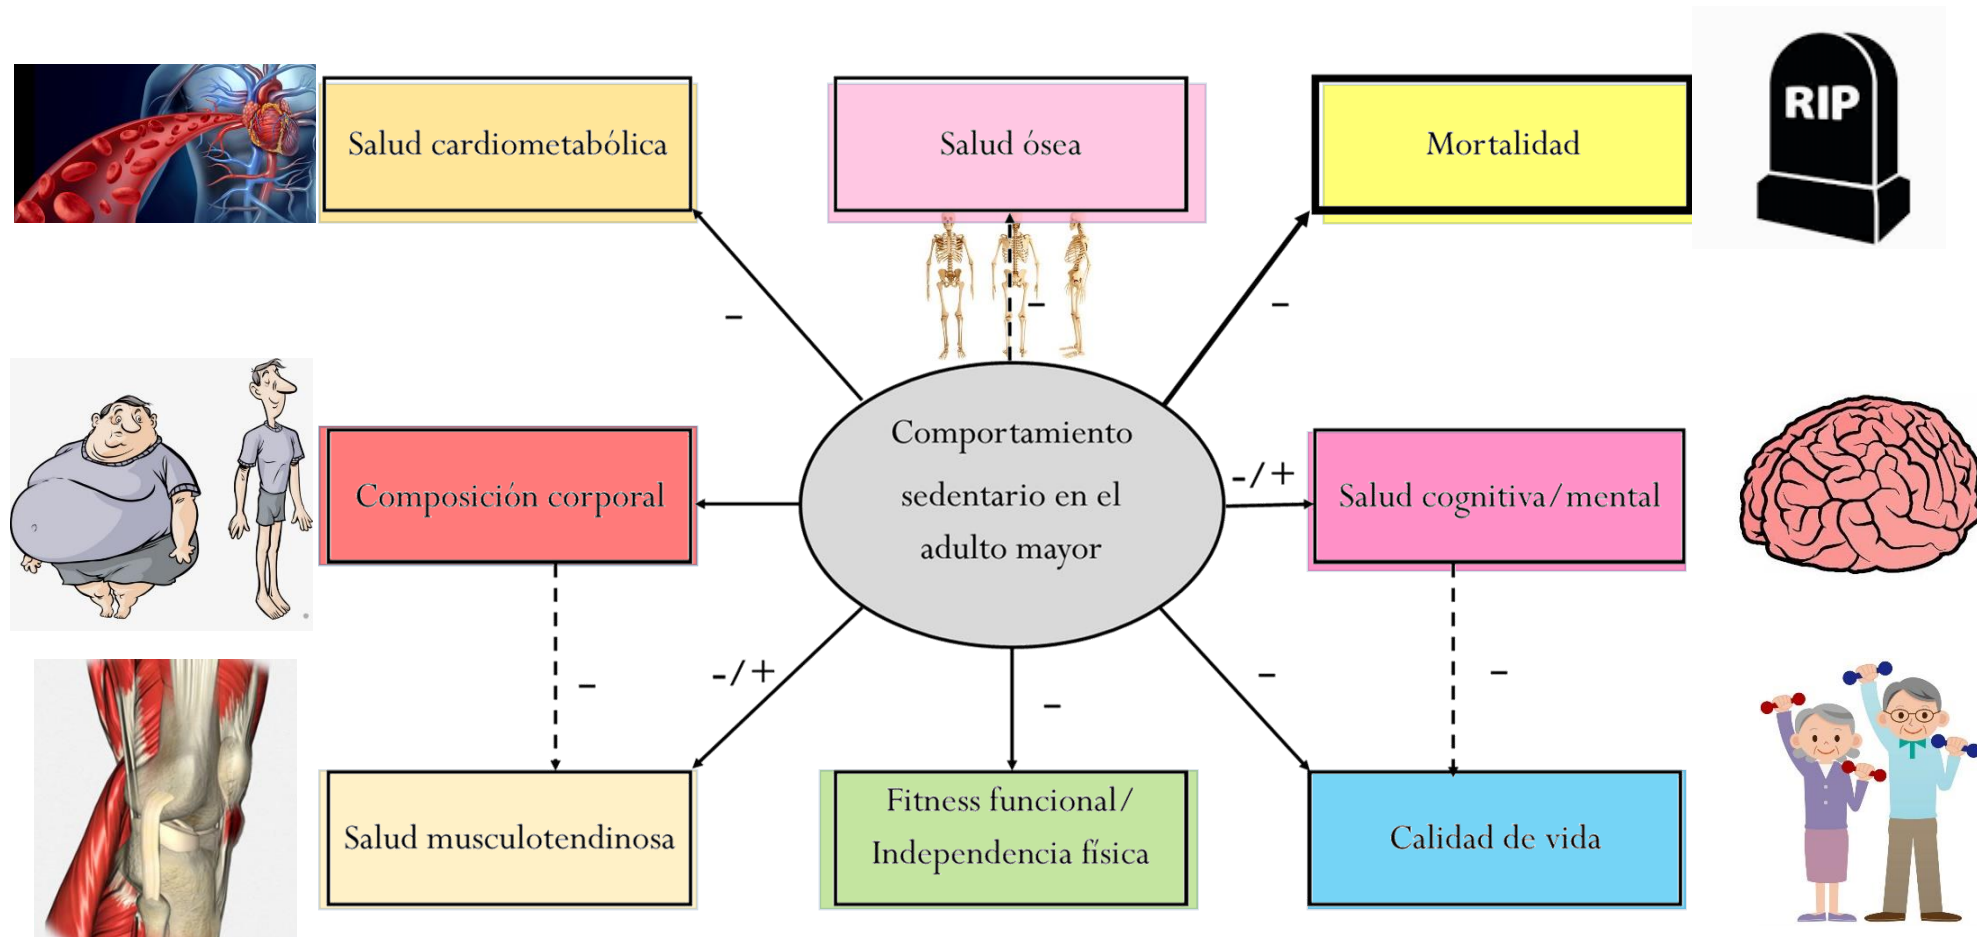 Salud cardiometabólica
Salud ósea
Mortalidad
RIP
-
-
-
Comportamiento
sedentario en el
adulto mayor
Composición corporal
-/+
Salud cognitiva/mental
-
-/+
-
-
-
Salud musculotendinosa
Fitness funcional/
Independencia física
Calidad de vida